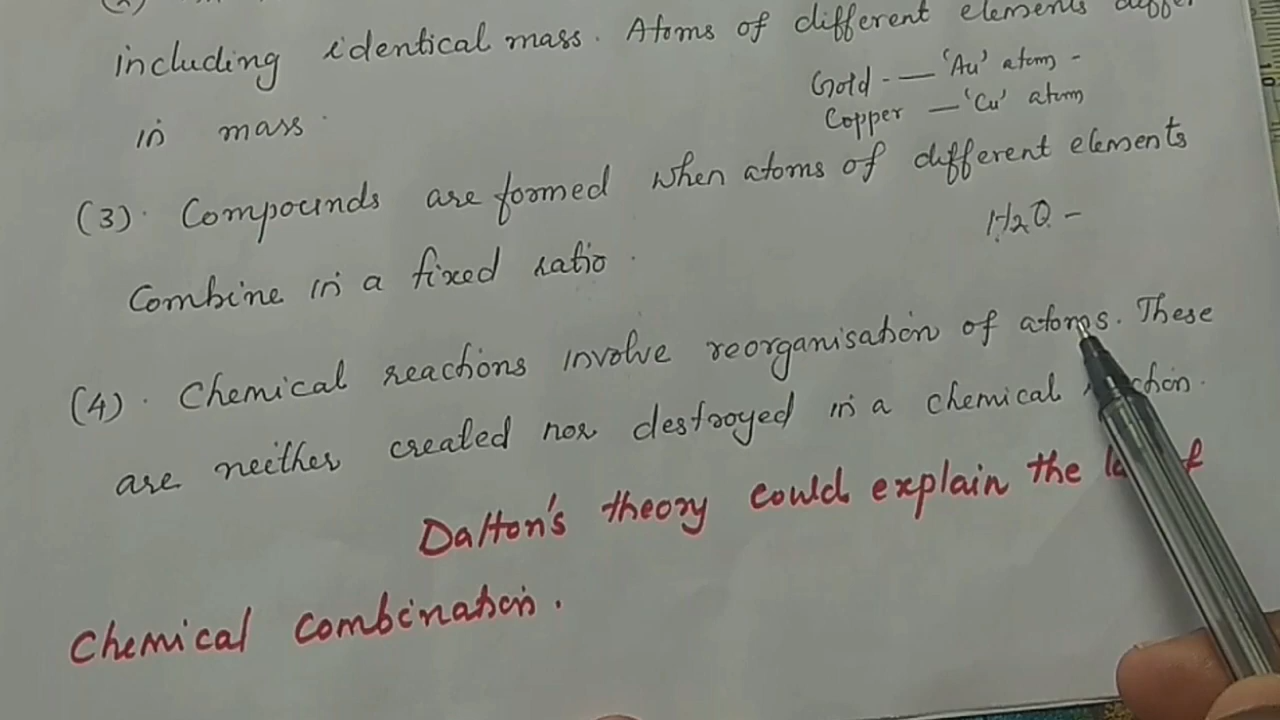 including identical mass. Atoms of different elements differ
Gold - — 'Au' atom -
in mass.
Copper — 'Cu' atom
(3). Compounds are formed when atoms of different elements
H2O -
Combine in a fixed ratio.
(4). Chemical reactions involve reorganisation of atoms. These
are neither created nor destroyed in a chemical
Dalton's theory could explain the
Chemical Combination.